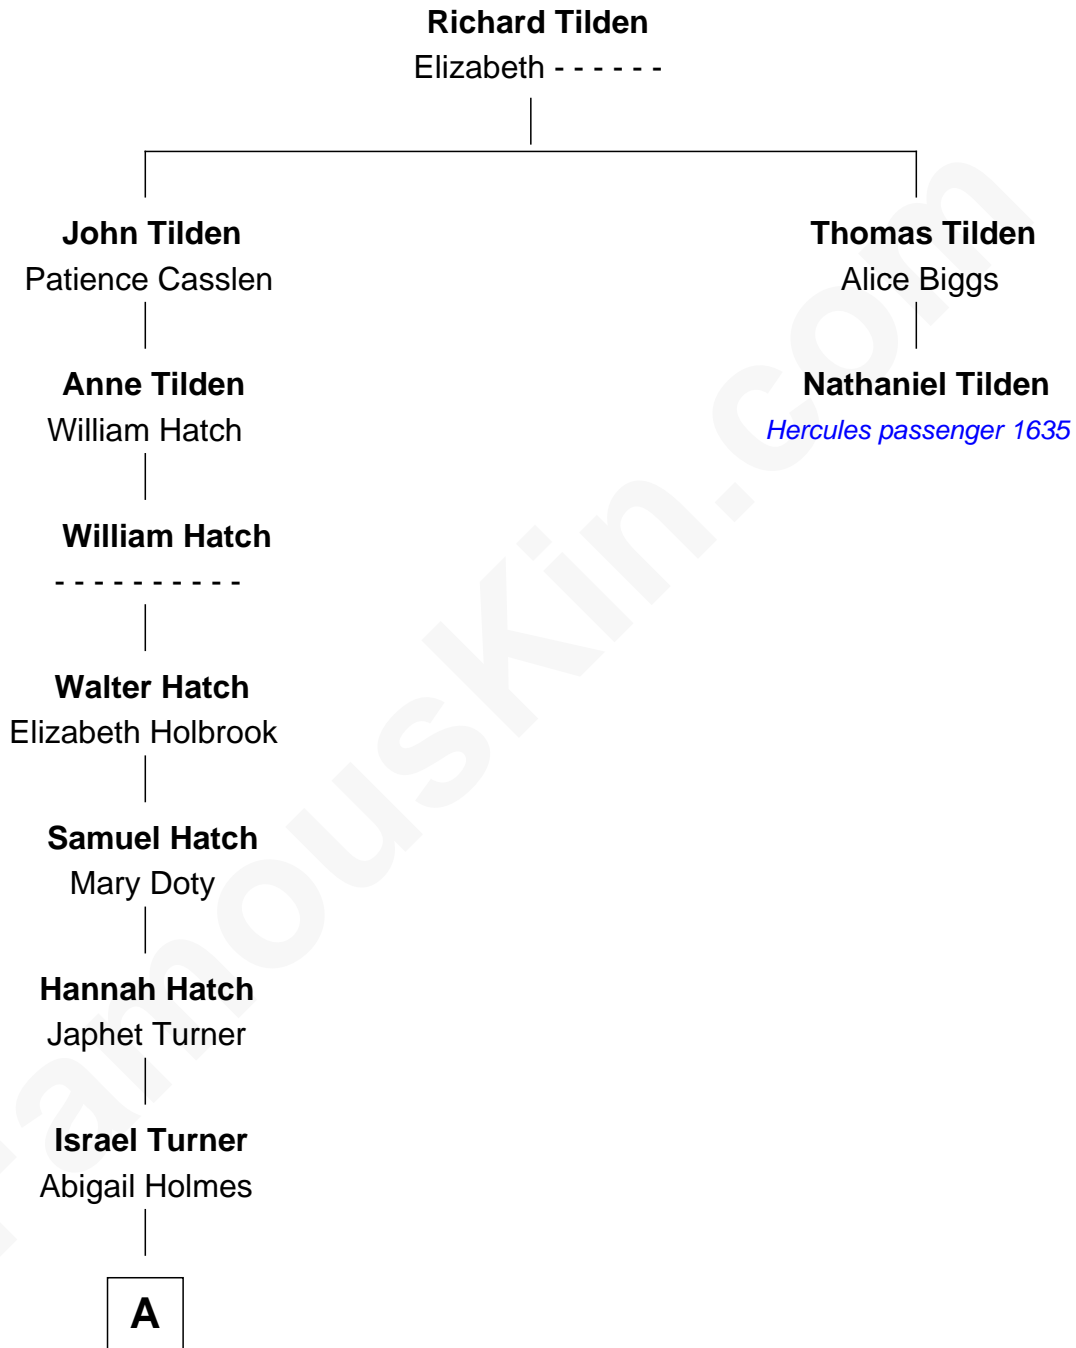 Richard Tilden
Elizabeth - - - - - -
John Tilden
Patience Casslen
Thomas Tilden
Alice Biggs
Anne Tilden
William Hatch
Nathaniel Tilden
Hercules passenger 1635
William Hatch
- - - - - - - - - -
Walter Hatch
Elizabeth Holbrook
Samuel Hatch
Mary Doty
Hannah Hatch
Japhet Turner
Israel Turner
Abigail Holmes
A
FamousKin.com